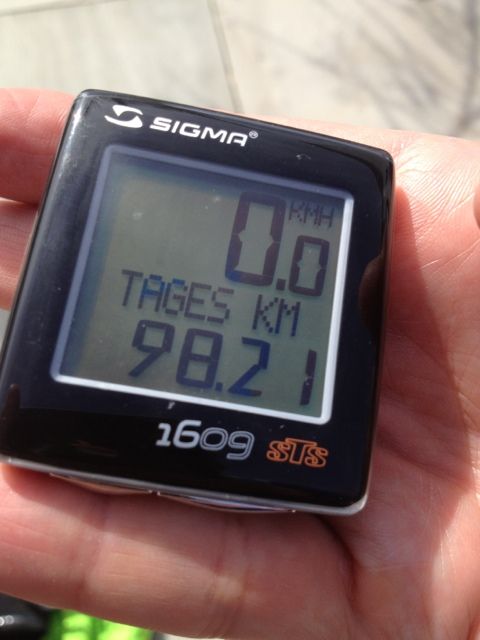 SIGMA®
KMH
0.0
TAGES KM
98.21
1609 STS